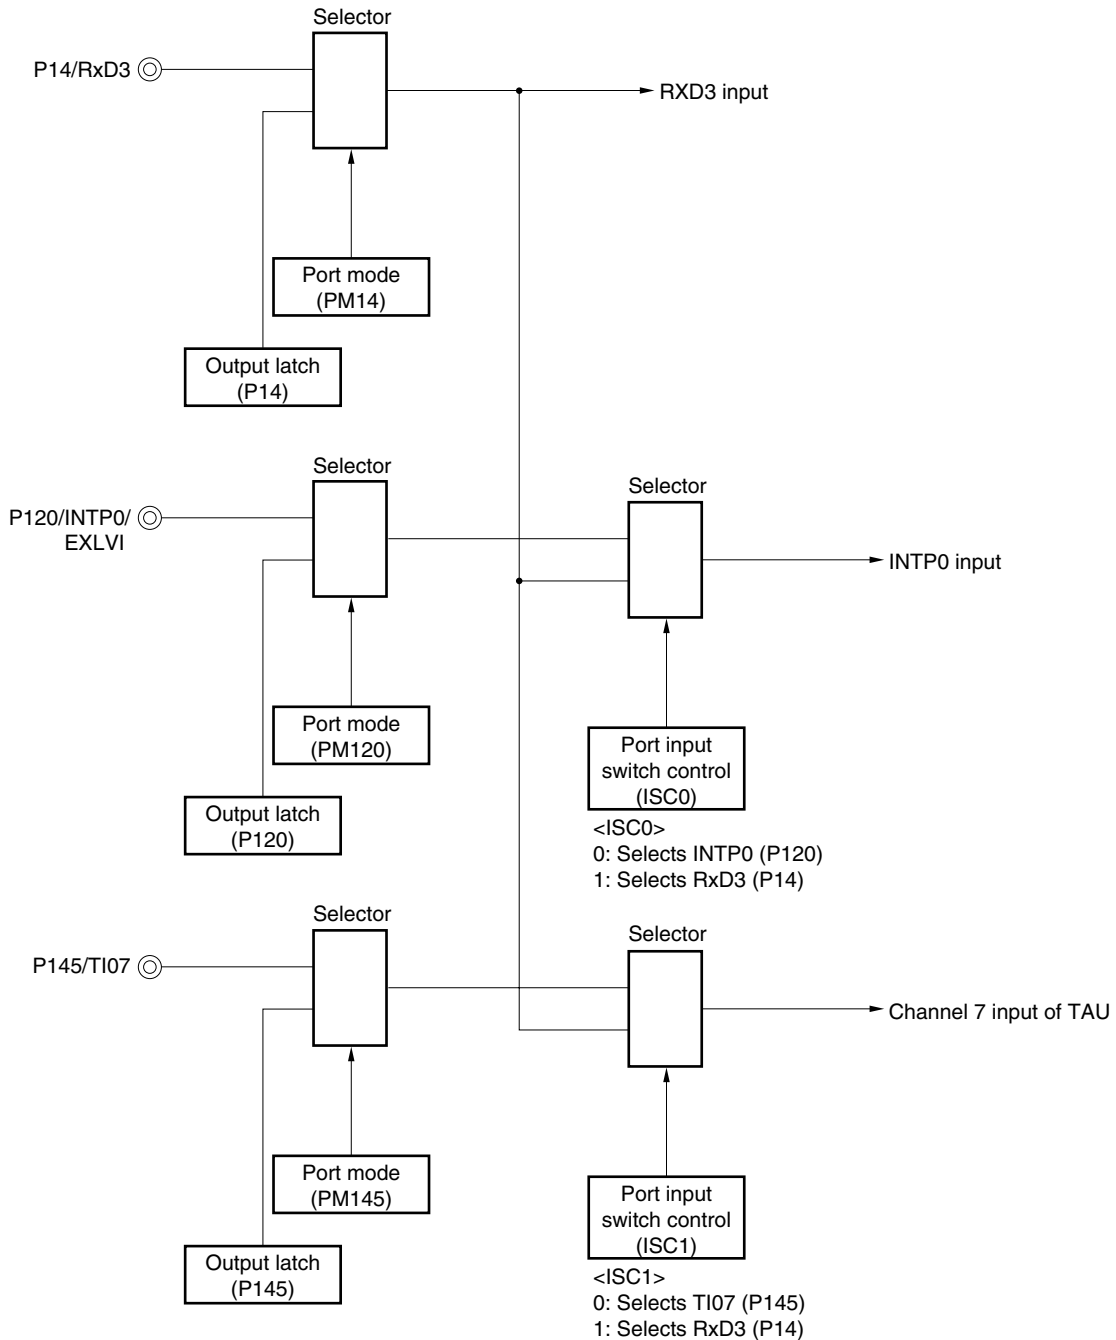 Selector
P14/RxD3
RXD3 input
Port mode
(PM14)
Output latch
(P14)
Selector
Selector
P120/INTP0/
EXLVI
INTP0 input
Port mode
(PM120)
Port input
switch control
(ISC0)
Output latch
(P120)
<ISC0>
0: Selects INTP0 (P120)
1: Selects RxD3 (P14)
Selector
Selector
P145/TI07
Channel 7 input of TAU
Port mode
(PM145)
Port input
switch control
(ISC1)
Output latch
(P145)
<ISC1>
0: Selects TI07 (P145)
1: Selects RxD3 (P14)